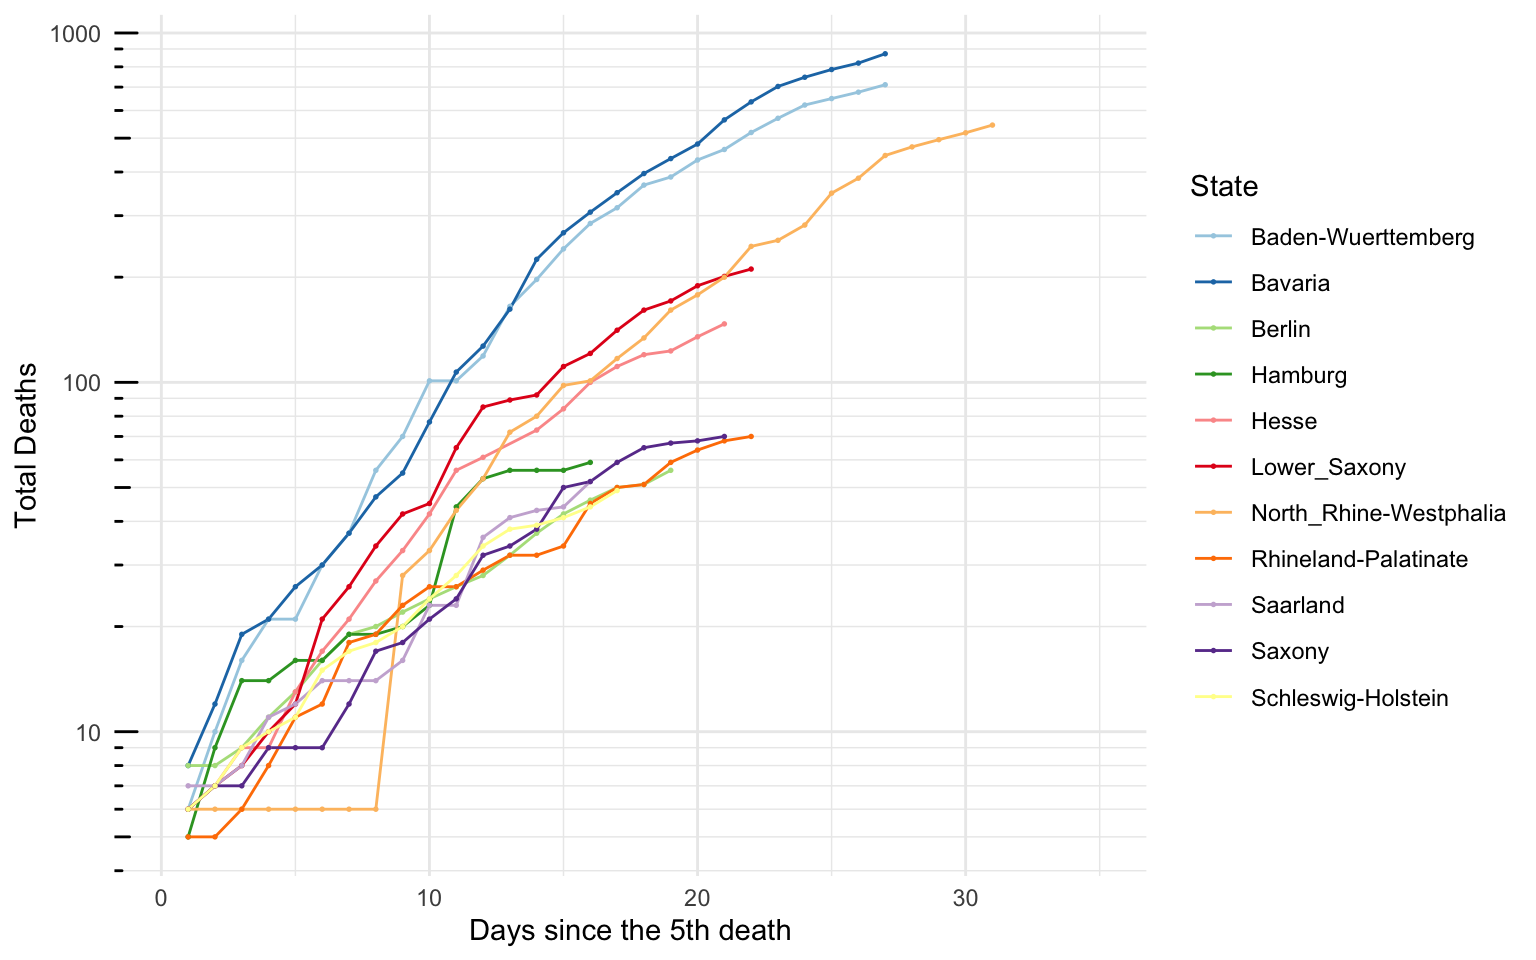 1000
100
10
Total Deaths
0 10 20 30
Days since the 5th death
State
Baden-Wuerttemberg
Bavaria
Berlin
Hamburg
Hesse
Lower_Saxony
North_Rhine-Westphalia
Rhineland-Palatinate
Saarland
Saxony
Schleswig-Holstein